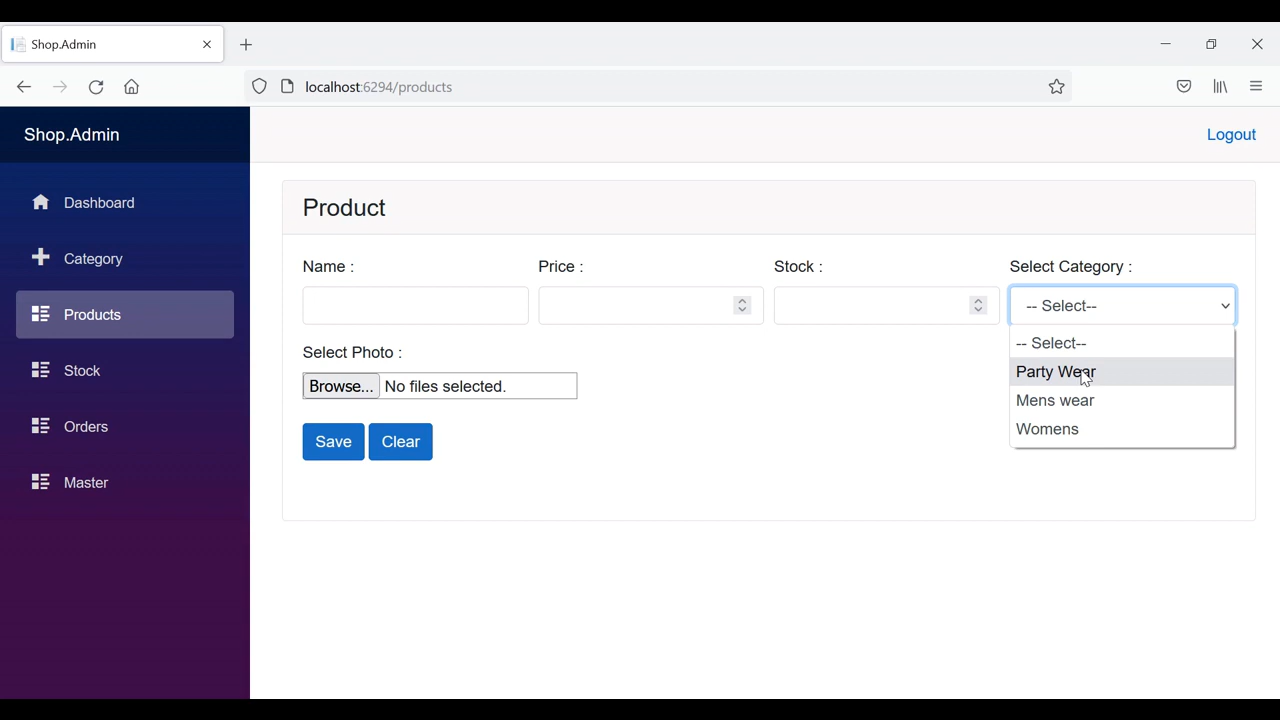 Shop.Admin
localhost:6294/products
Shop.Admin
Logout
Dashboard
Category
Products
Stock
Orders
Master
Product
Name :
Price :
Stock :
Select Category :
-- Select--
-- Select--
Party Wear
Mens wear
Womens
Select Photo :
Browse... No files selected.
Save
Clear